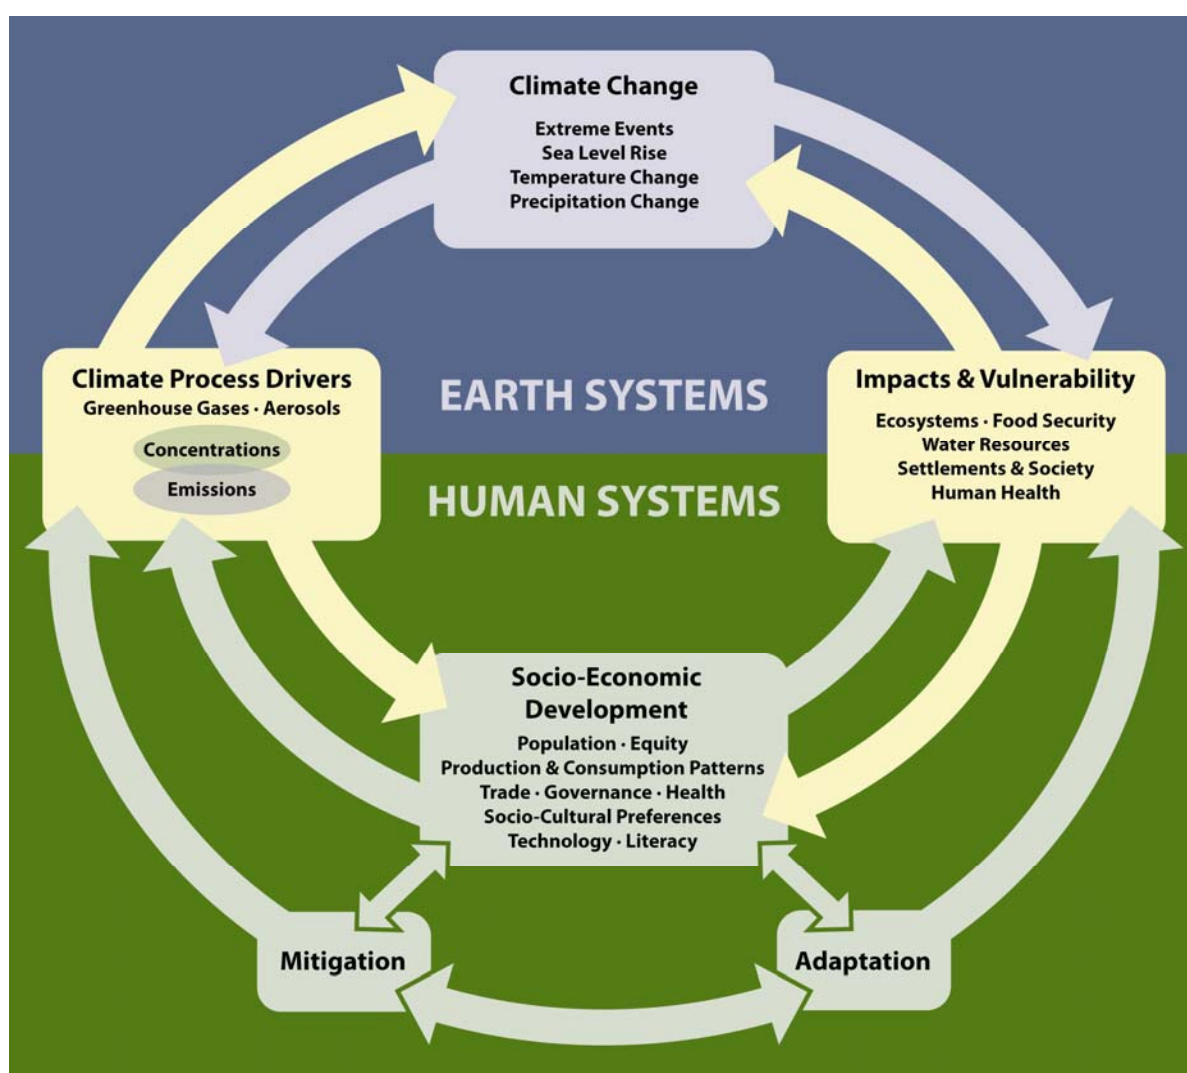 Climate Change
Extreme Events
Sea Level Rise
Temperature Change
Precipitation Change
Climate Process Drivers
Greenhouse Gases · Aerosols
Concentrations
Emissions
EARTH SYSTEMS
HUMAN SYSTEMS
Impacts & Vulnerability
Ecosystems · Food Security
Water Resources
Settlements & Society
Human Health
Socio-Economic
Development
Population · Equity
Production & Consumption Patterns
Trade · Governance · Health
Socio-Cultural Preferences
Technology · Literacy
Mitigation
Adaptation